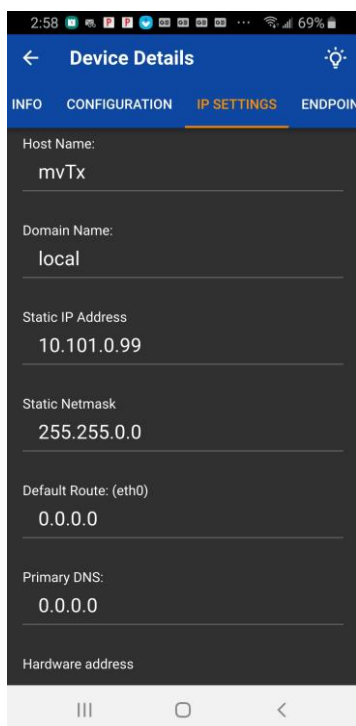 2:58
69%
Device Details
INFO CONFIGURATION IP SETTINGS ENDPOIN
Host Name:
mvTx
Domain Name:
local
Static IP Address
10.101.0.99
Static Netmask
255.255.0.0
Default Route: (eth0)
0.0.0.0
Primary DNS:
0.0.0.0
Hardware address